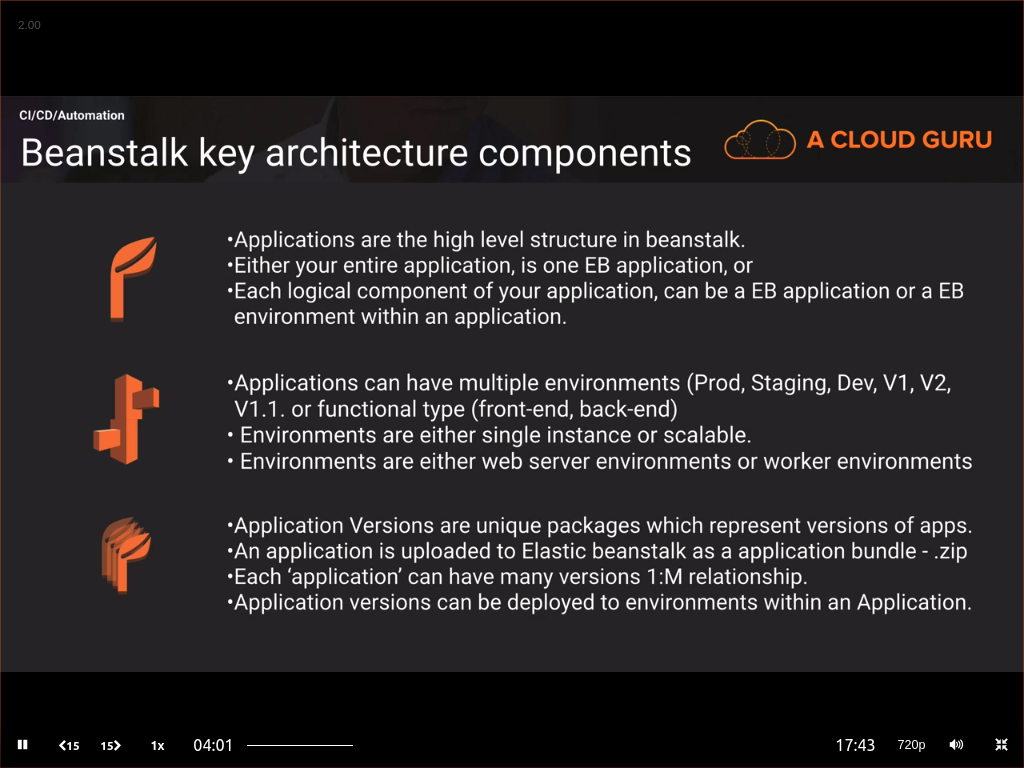 2.00
CI/CD/Automation
Beanstalk key architecture components
A CLOUD GURU
•Applications are the high level structure in beanstalk.
•Either your entire application, is one EB application, or
•Each logical component of your application, can be a EB application or a EB
environment within an application.
•Applications can have multiple environments (Prod, Staging, Dev, V1, V2,
V1.1. or functional type (front-end, back-end)
• Environments are either single instance or scalable.
• Environments are either web server environments or worker environments
•Application Versions are unique packages which represent versions of apps.
•An application is uploaded to Elastic beanstalk as a application bundle - .zip
•Each ‘application’ can have many versions 1:M relationship.
•Application versions can be deployed to environments within an Application.
15 15 1x 04:01 17:43 720p